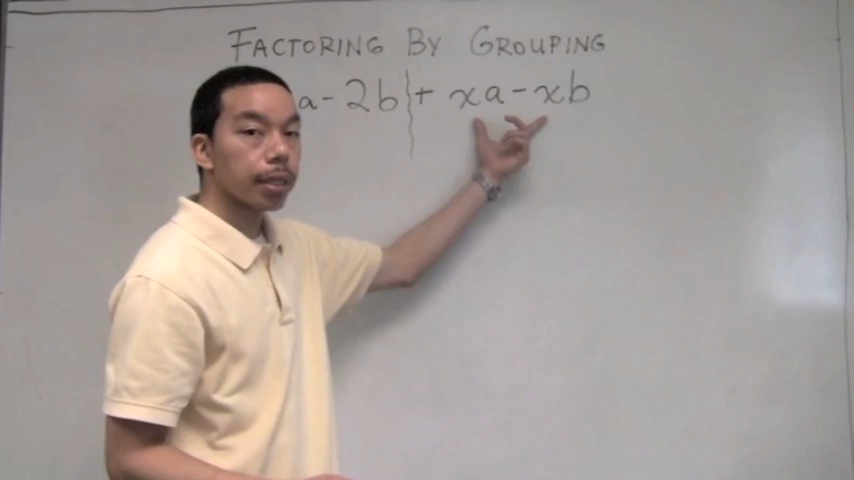 FACTORING BY GROUPING
a - 2b + xa - xb